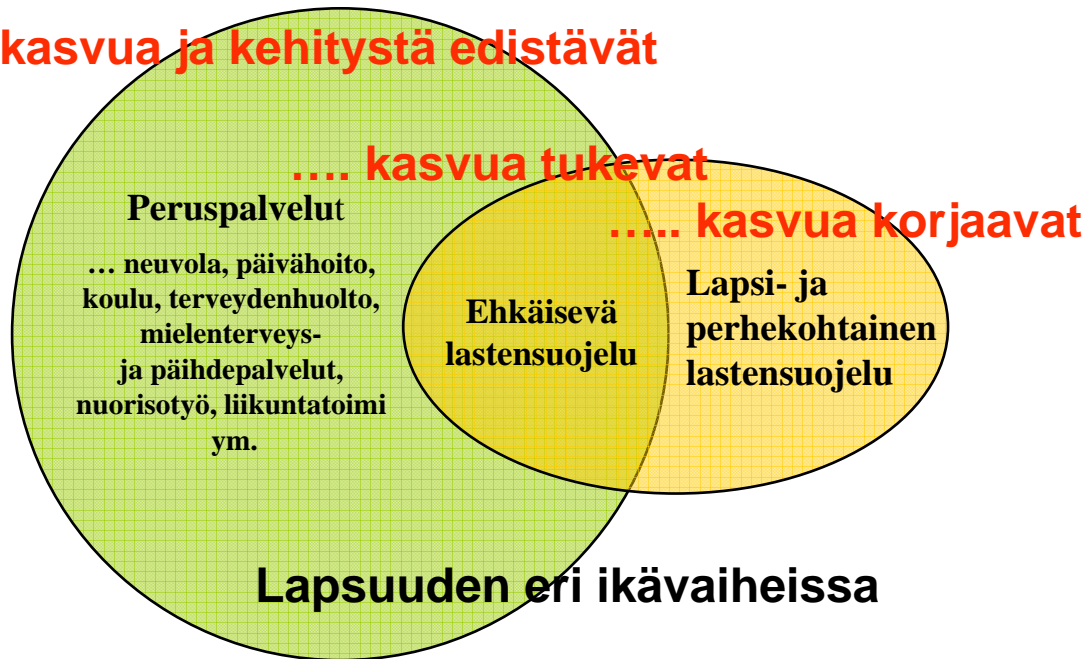 kasvua ja kehitystä edistävät
…. kasvua tukevat
….. kasvua korjaavat
Peruspalvelut
… neuvola, päivähoito,
koulu, terveydenhuolto,
mielenterveys-
ja päihdepalvelut,
nuorisotyö, liikuntatoimi
ym.
Ehkäisevä
lastensuojelu
Lapsi- ja
perhekohtainen
lastensuojelu
Lapsuuden eri ikävaiheissa